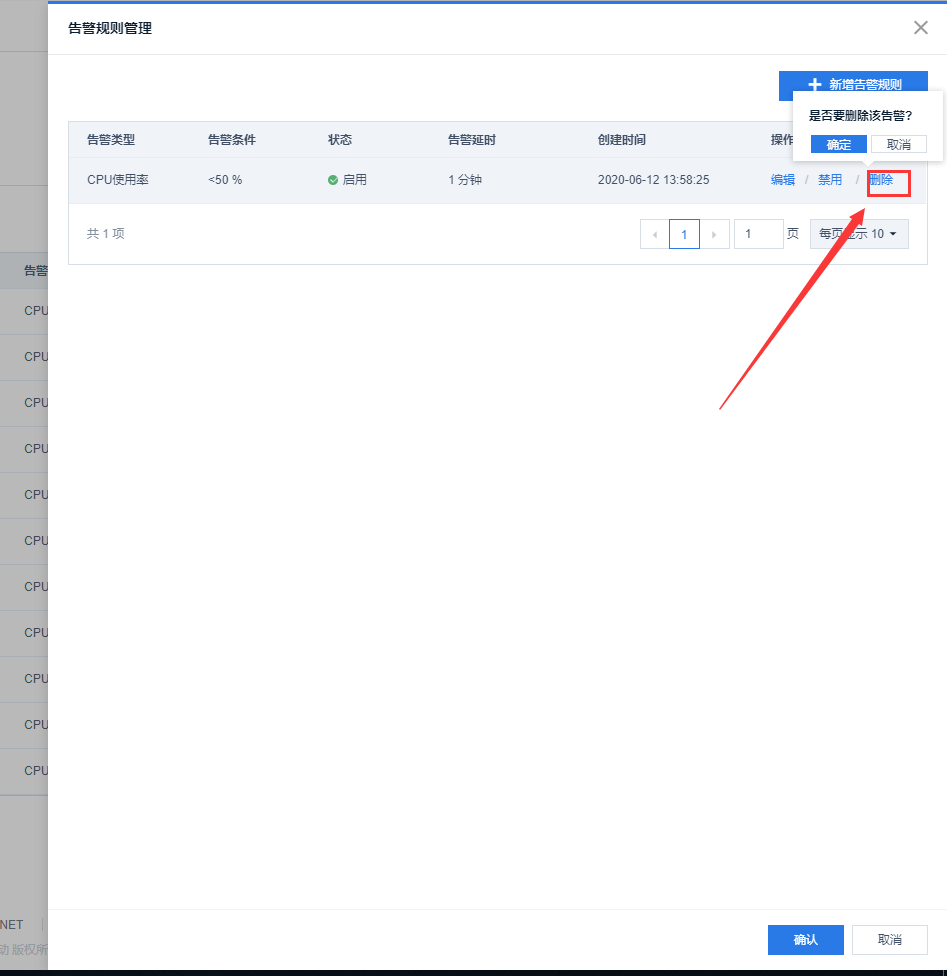 告警规则管理
新增告警规则
是否要删除该告警?
确定 取消
告警类型 告警条件 状态 告警延时 创建时间 操作
CPU使用率 <50 % 启用 1 分钟 2020-06-12 13:58:25 编辑 / 禁用 / 删除
共 1 项 1 1 页 每页显示 10
告警
CPU
CPU
CPU
CPU
CPU
CPU
CPU
CPU
CPU
CPU
CPU
NET
动 版权所
确认 取消